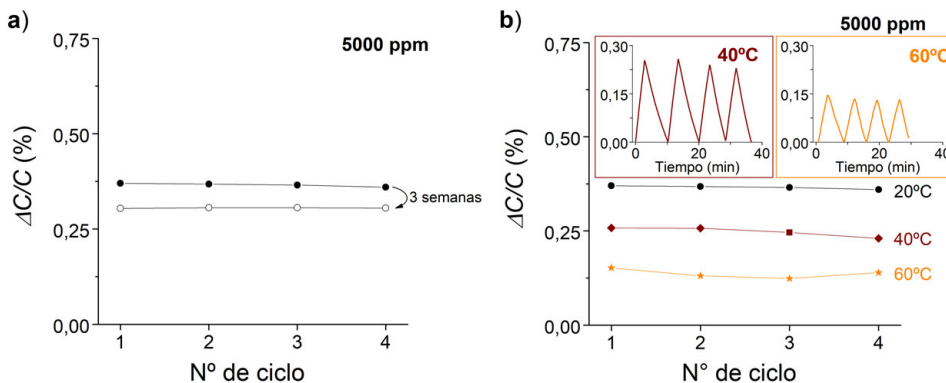 a)
5000 ppm
0,75
0,50
0,25
0,00
ΔC/C (%)
3 semanas
1 2 3 4
Nº de ciclo
b)
5000 ppm
0,75
0,50
0,25
0,00
ΔC/C (%)
40ºC
0,30
0,15
0,00
0 20 40
Tiempo (min)
60ºC
0,30
0,15
0,00
0 20 40
Tiempo (min)
20ºC
40ºC
60ºC
1 2 3 4
N° de ciclo